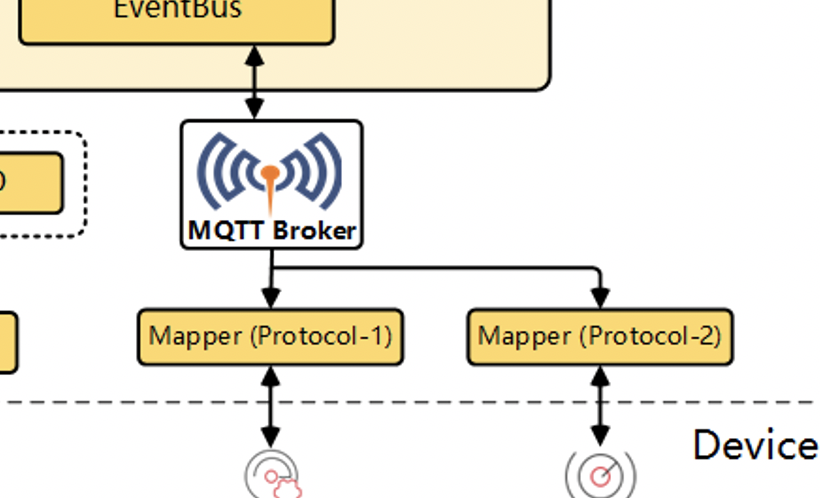 EventBus
MQTT Broker
Mapper (Protocol-1)
Mapper (Protocol-2)
Device